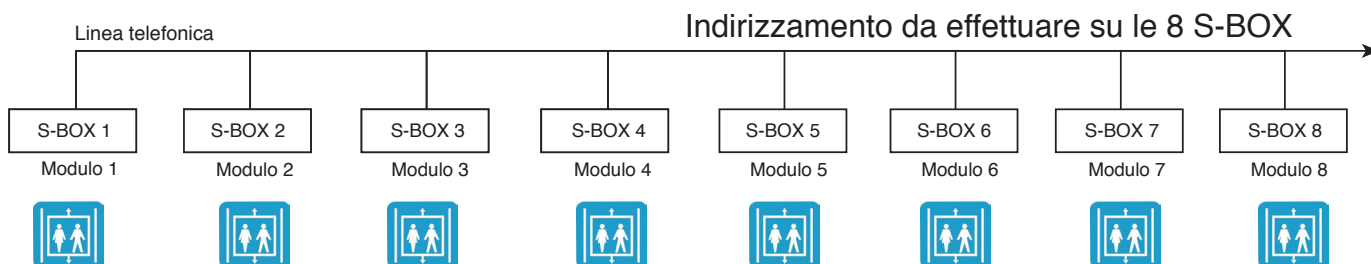 Indirizzamento da effettuare su le 8 S-BOX
Linea telefonica
S-BOX 1 S-BOX 2 S-BOX 3 S-BOX 4 S-BOX 5 S-BOX 6 S-BOX 7 S-BOX 8
Modulo 1 Modulo 2 Modulo 3 Modulo 4 Modulo 5 Modulo 6 Modulo 7 Modulo 8